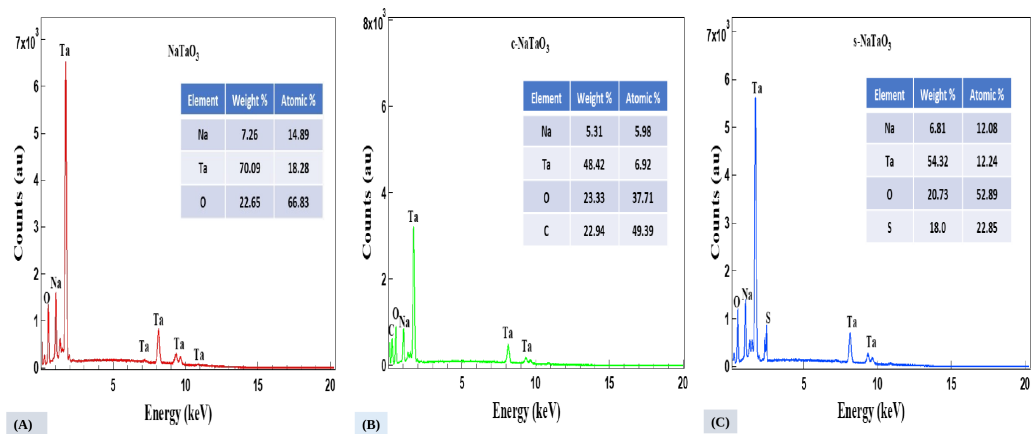 7x10³
6
5
4
3
2
1
0
5
10
15
20
Counts (au)
Energy (keV)
NaTaO₃
Ta
O
Na
Ta
Ta
Ta
Ta
Element Weight % Atomic %
Na 7.26 14.89
Ta 70.09 18.28
O 22.65 66.83
(A)
8x10³
6
4
2
0
5
10
15
20
Counts (au)
Energy (keV)
c-NaTaO₃
Ta
C
O
Na
Ta
Ta
Element Weight % Atomic %
Na 5.31 5.98
Ta 48.42 6.92
O 23.33 37.71
C 22.94 49.39
(B)
7x10³
6
5
4
3
2
1
0
5
10
15
20
Counts (au)
Energy (keV)
s-NaTaO₃
Ta
O
Na
S
Ta
Ta
Element Weight % Atomic %
Na 6.81 12.08
Ta 54.32 12.24
O 20.73 52.89
S 18.0 22.85
(C)